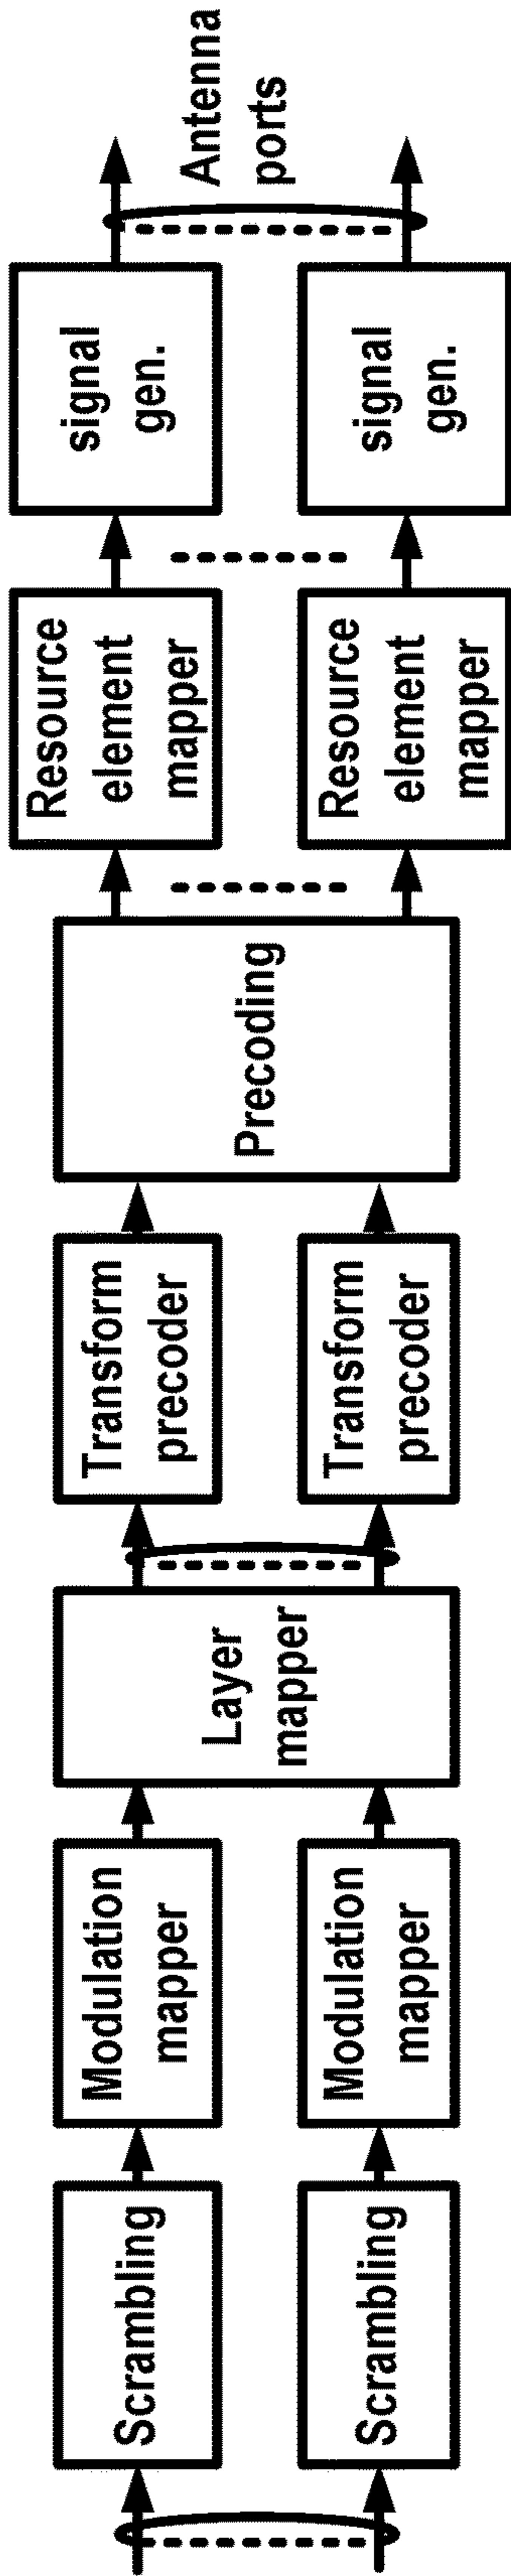 Scrambling
Scrambling
Modulation
mapper
Modulation
mapper
Layer
mapper
Transform
precoder
Transform
precoder
Precoding
Resource
element
mapper
Resource
element
mapper
signal
gen.
signal
gen.
Antenna
ports